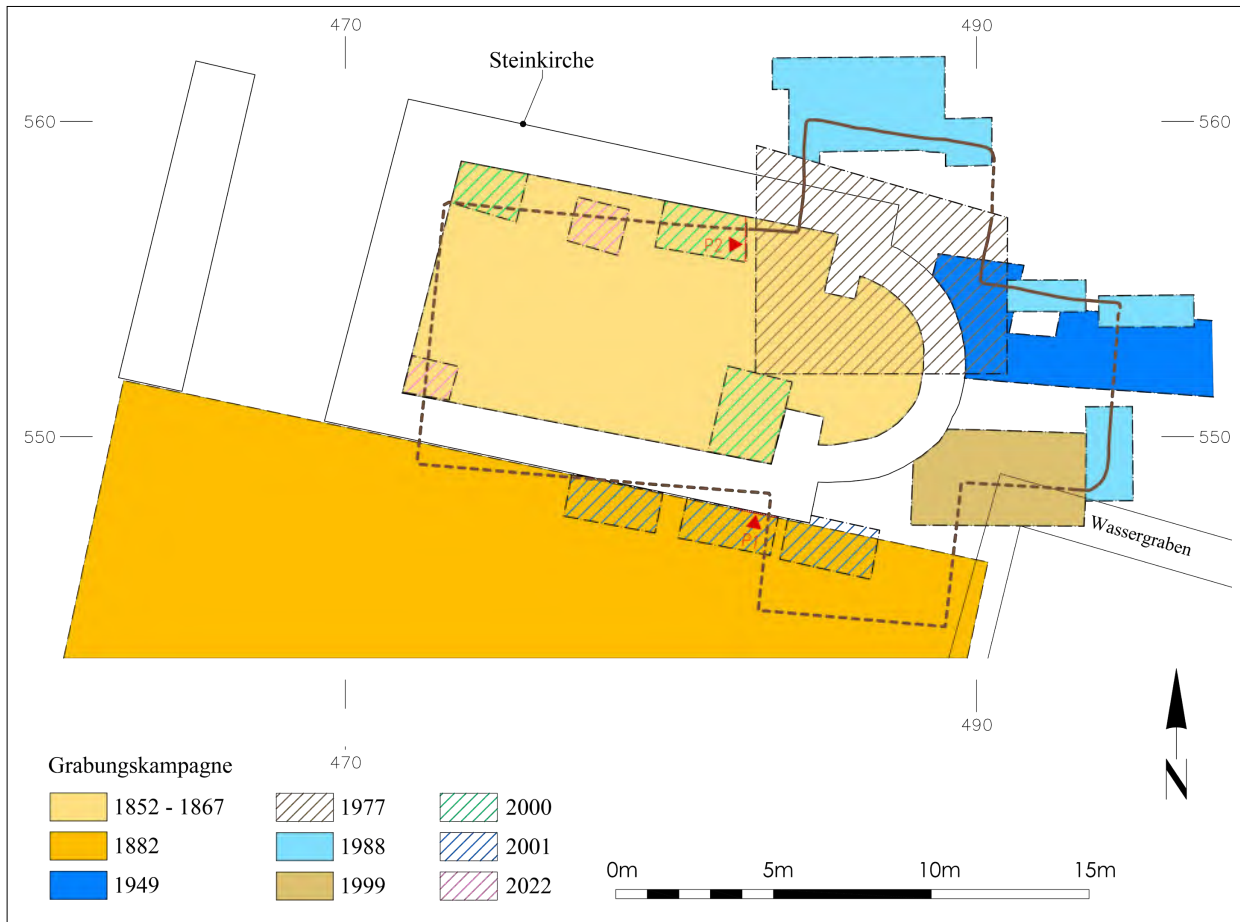 470
490
Steinkirche
560
560
P2
550
550
P1
Wassergraben
490
470
N
Grabungskampagne
1852 - 1867
1977
2000
1882
1988
2001
1949
1999
2022
0m
5m
10m
15m